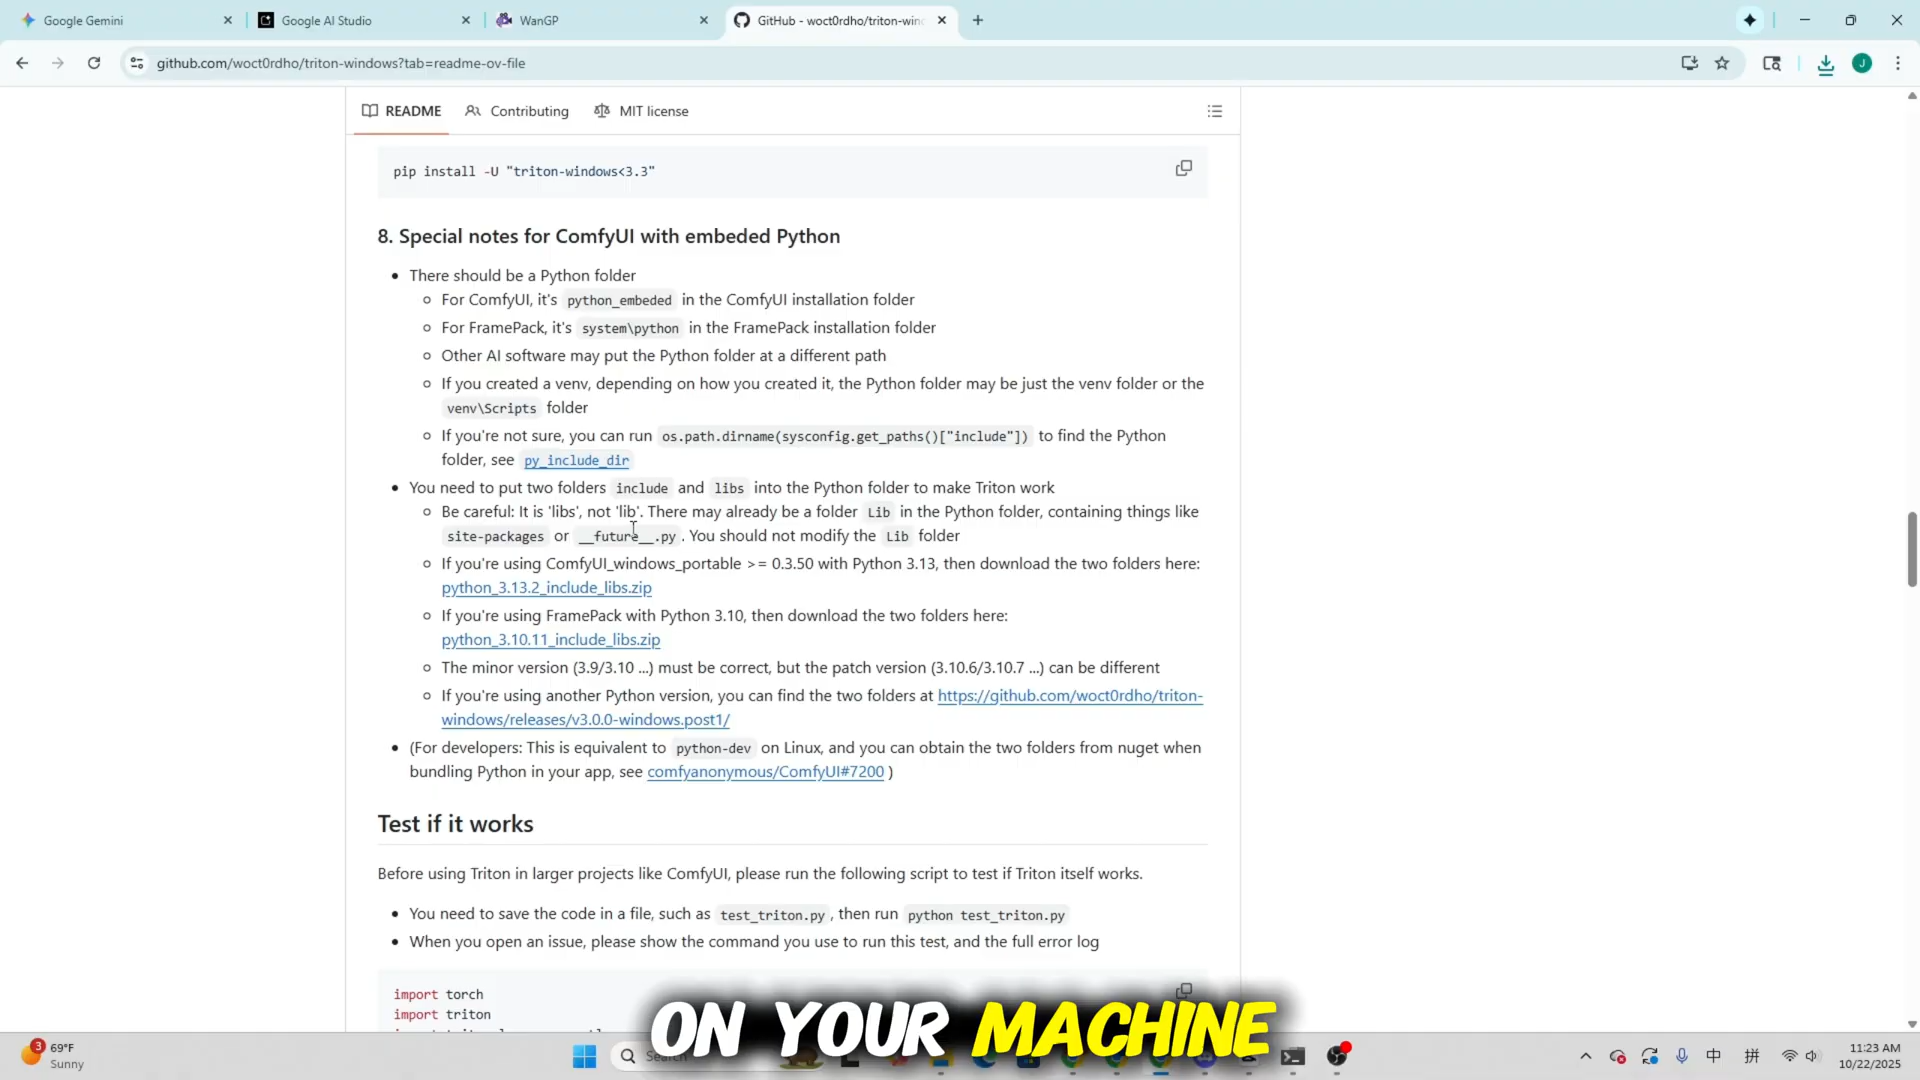 Google Gemini
Google AI Studio
WanGP
GitHub - woct0rdho/triton-win
github.com/woct0rdho/triton-windows?tab=readme-ov-file
J
README
Contributing
MIT license
pip install -U "triton-windows<3.3"
8. Special notes for ComfyUI with embeded Python
• There should be a Python folder
○ For ComfyUI, it's python_embeded in the ComfyUI installation folder
○ For FramePack, it's system\python in the FramePack installation folder
○ Other AI software may put the Python folder at a different path
○ If you created a venv, depending on how you created it, the Python folder may be just the venv folder or the
venv\Scripts folder
○ If you're not sure, you can run os.path.dirname(sysconfig.get_paths()["include"]) to find the Python
folder, see py_include_dir
• You need to put two folders include and libs into the Python folder to make Triton work
○ Be careful: It is 'libs', not 'lib'. There may already be a folder Lib in the Python folder, containing things like
site-packages or __future__.py . You should not modify the Lib folder
○ If you're using ComfyUI_windows_portable >= 0.3.50 with Python 3.13, then download the two folders here:
python_3.13.2_include_libs.zip
○ If you're using FramePack with Python 3.10, then download the two folders here:
python_3.10.11_include_libs.zip
○ The minor version (3.9/3.10 ...) must be correct, but the patch version (3.10.6/3.10.7 ...) can be different
○ If you're using another Python version, you can find the two folders at https://github.com/woct0rdho/triton-
windows/releases/v3.0.0-windows.post1/
• (For developers: This is equivalent to python-dev on Linux, and you can obtain the two folders from nuget when
bundling Python in your app, see comfyanonymous/ComfyUI#7200 )
Test if it works
Before using Triton in larger projects like ComfyUI, please run the following script to test if Triton itself works.
• You need to save the code in a file, such as test_triton.py , then run python test_triton.py
• When you open an issue, please show the command you use to run this test, and the full error log
import torch
import triton
ON YOUR MACHINE
3
69°F
Sunny
Search
中
拼
11:23 AM
10/22/2025